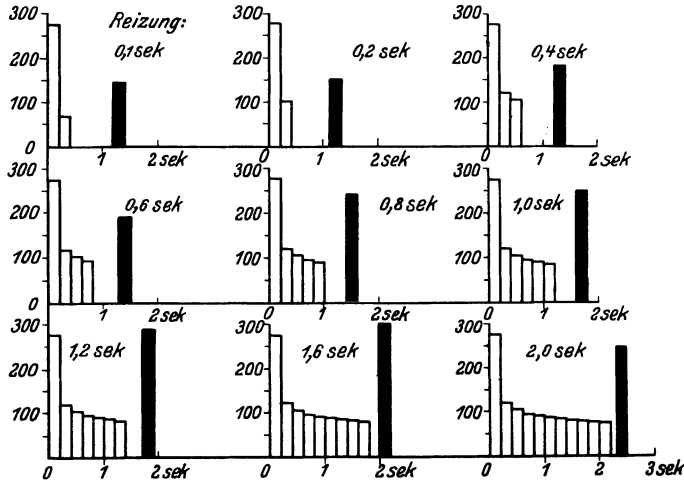 300 Reizung: 300 300
0,1 sek 0,2 sek 0,4 sek
200 200 200
100 100 100
0 1 2 sek 0 1 2 sek 0 1 2 sek
300 300 300
0,6 sek 0,8 sek 1,0 sek
200 200 200
100 100 100
0 1 2 sek 0 1 2 sek 0 1 2 sek
300 300 300
1,2 sek 1,6 sek 2,0 sek
200 200 200
100 100 100
0 1 2 sek 0 1 2 sek 0 1 2 3 sek